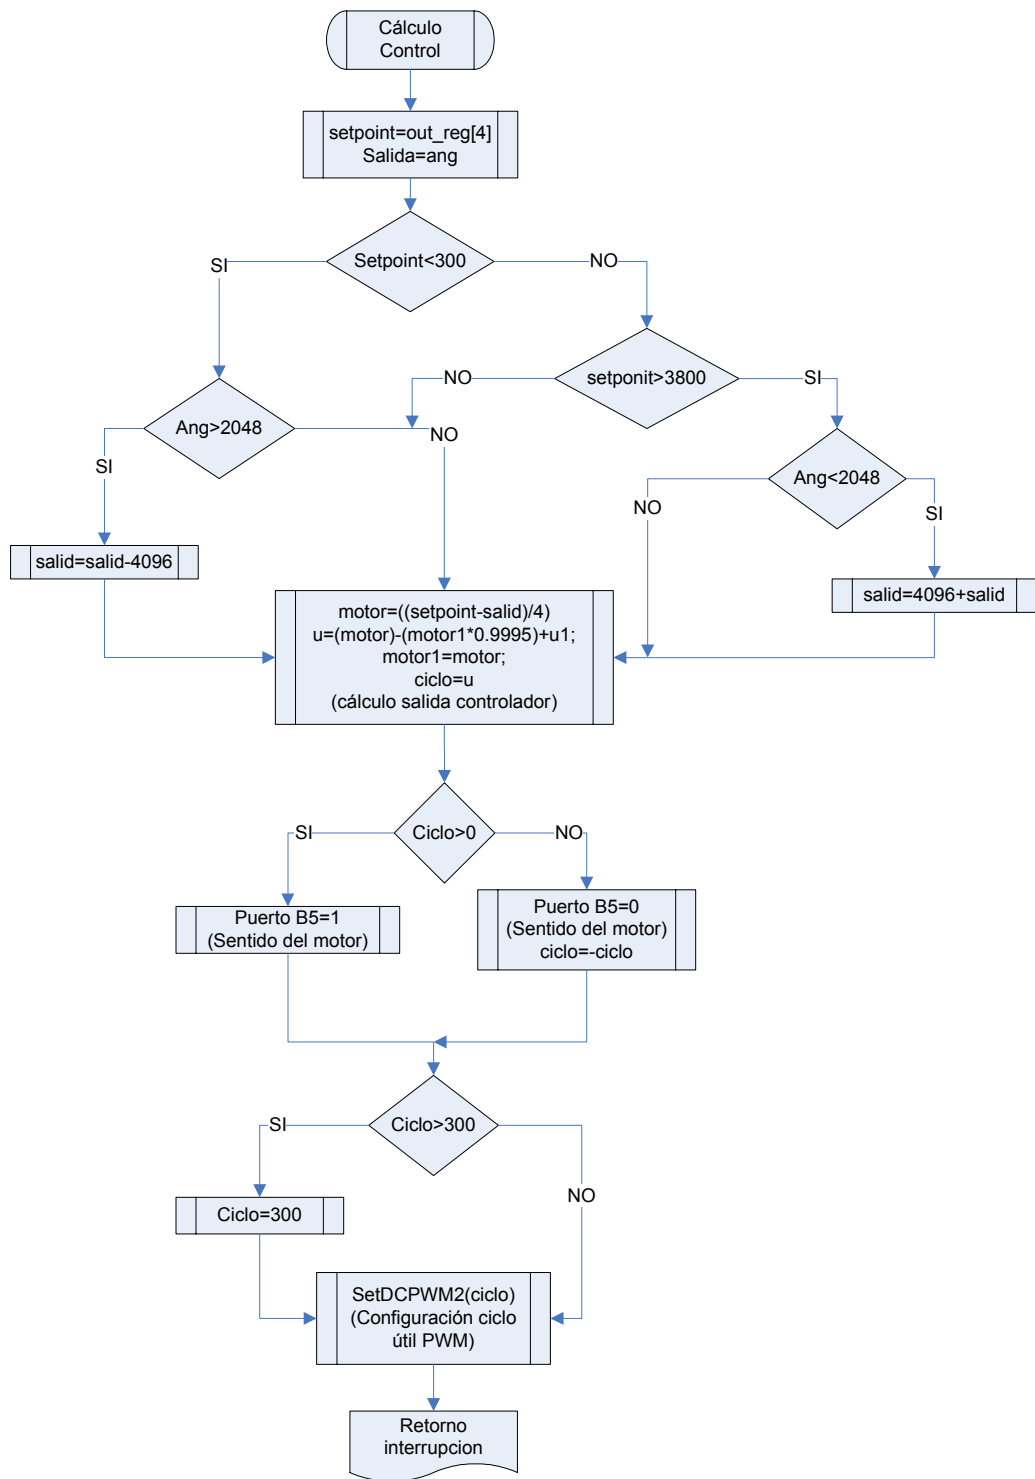 Cálculo
Control
setpoint=out_reg[4]
Salida=ang
Setpoint<300
SI
NO
setponit>3800
NO
SI
Ang>2048
NO
SI
Ang<2048
NO
SI
salid=salid-4096
salid=4096+salid
motor=((setpoint-salid)/4)
u=(motor)-(motor1*0.9995)+u1;
motor1=motor;
ciclo=u
(cálculo salida controlador)
Ciclo>0
SI
NO
Puerto B5=1
(Sentido del motor)
Puerto B5=0
(Sentido del motor)
ciclo=-ciclo
Ciclo>300
SI
NO
Ciclo=300
SetDCPWM2(ciclo)
(Configuración ciclo
útil PWM)
Retorno
interrupcion